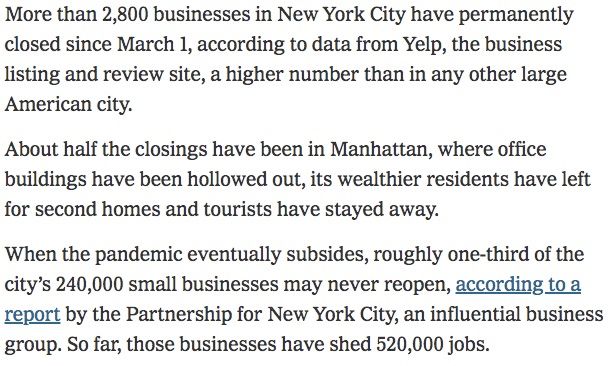 More than 2,800 businesses in New York City have permanently
closed since March 1, according to data from Yelp, the business
listing and review site, a higher number than in any other large
American city.
About half the closings have been in Manhattan, where office
buildings have been hollowed out, its wealthier residents have left
for second homes and tourists have stayed away.
When the pandemic eventually subsides, roughly one-third of the
city’s 240,000 small businesses may never reopen, according to a
report by the Partnership for New York City, an influential business
group. So far, those businesses have shed 520,000 jobs.